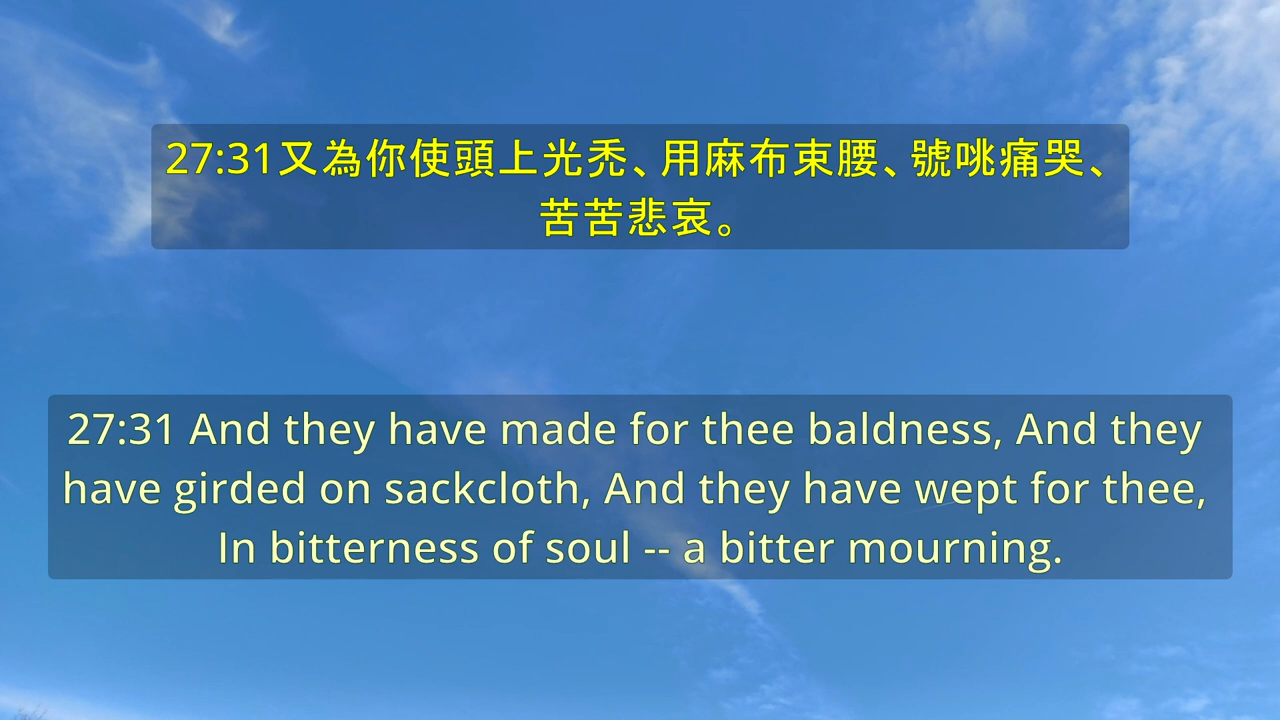 27:31又為你使頭上光禿、用麻布束腰、號咷痛哭、
苦苦悲哀。
27:31 And they have made for thee baldness, And they
have girded on sackcloth, And they have wept for thee,
In bitterness of soul -- a bitter mourning.